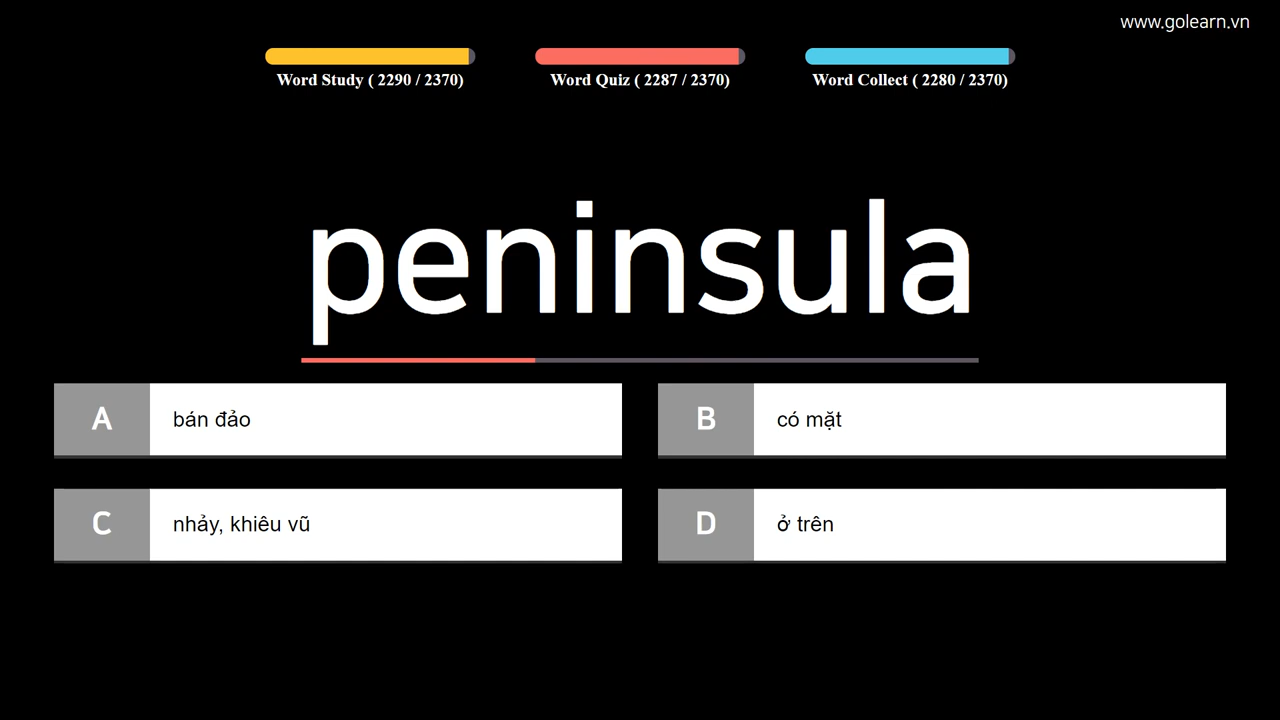 www.golearn.vn
Word Study ( 2290 / 2370)
Word Quiz ( 2287 / 2370)
Word Collect ( 2280 / 2370)
peninsula
A bán đảo
B có mặt
C nhảy, khiêu vũ
D ở trên